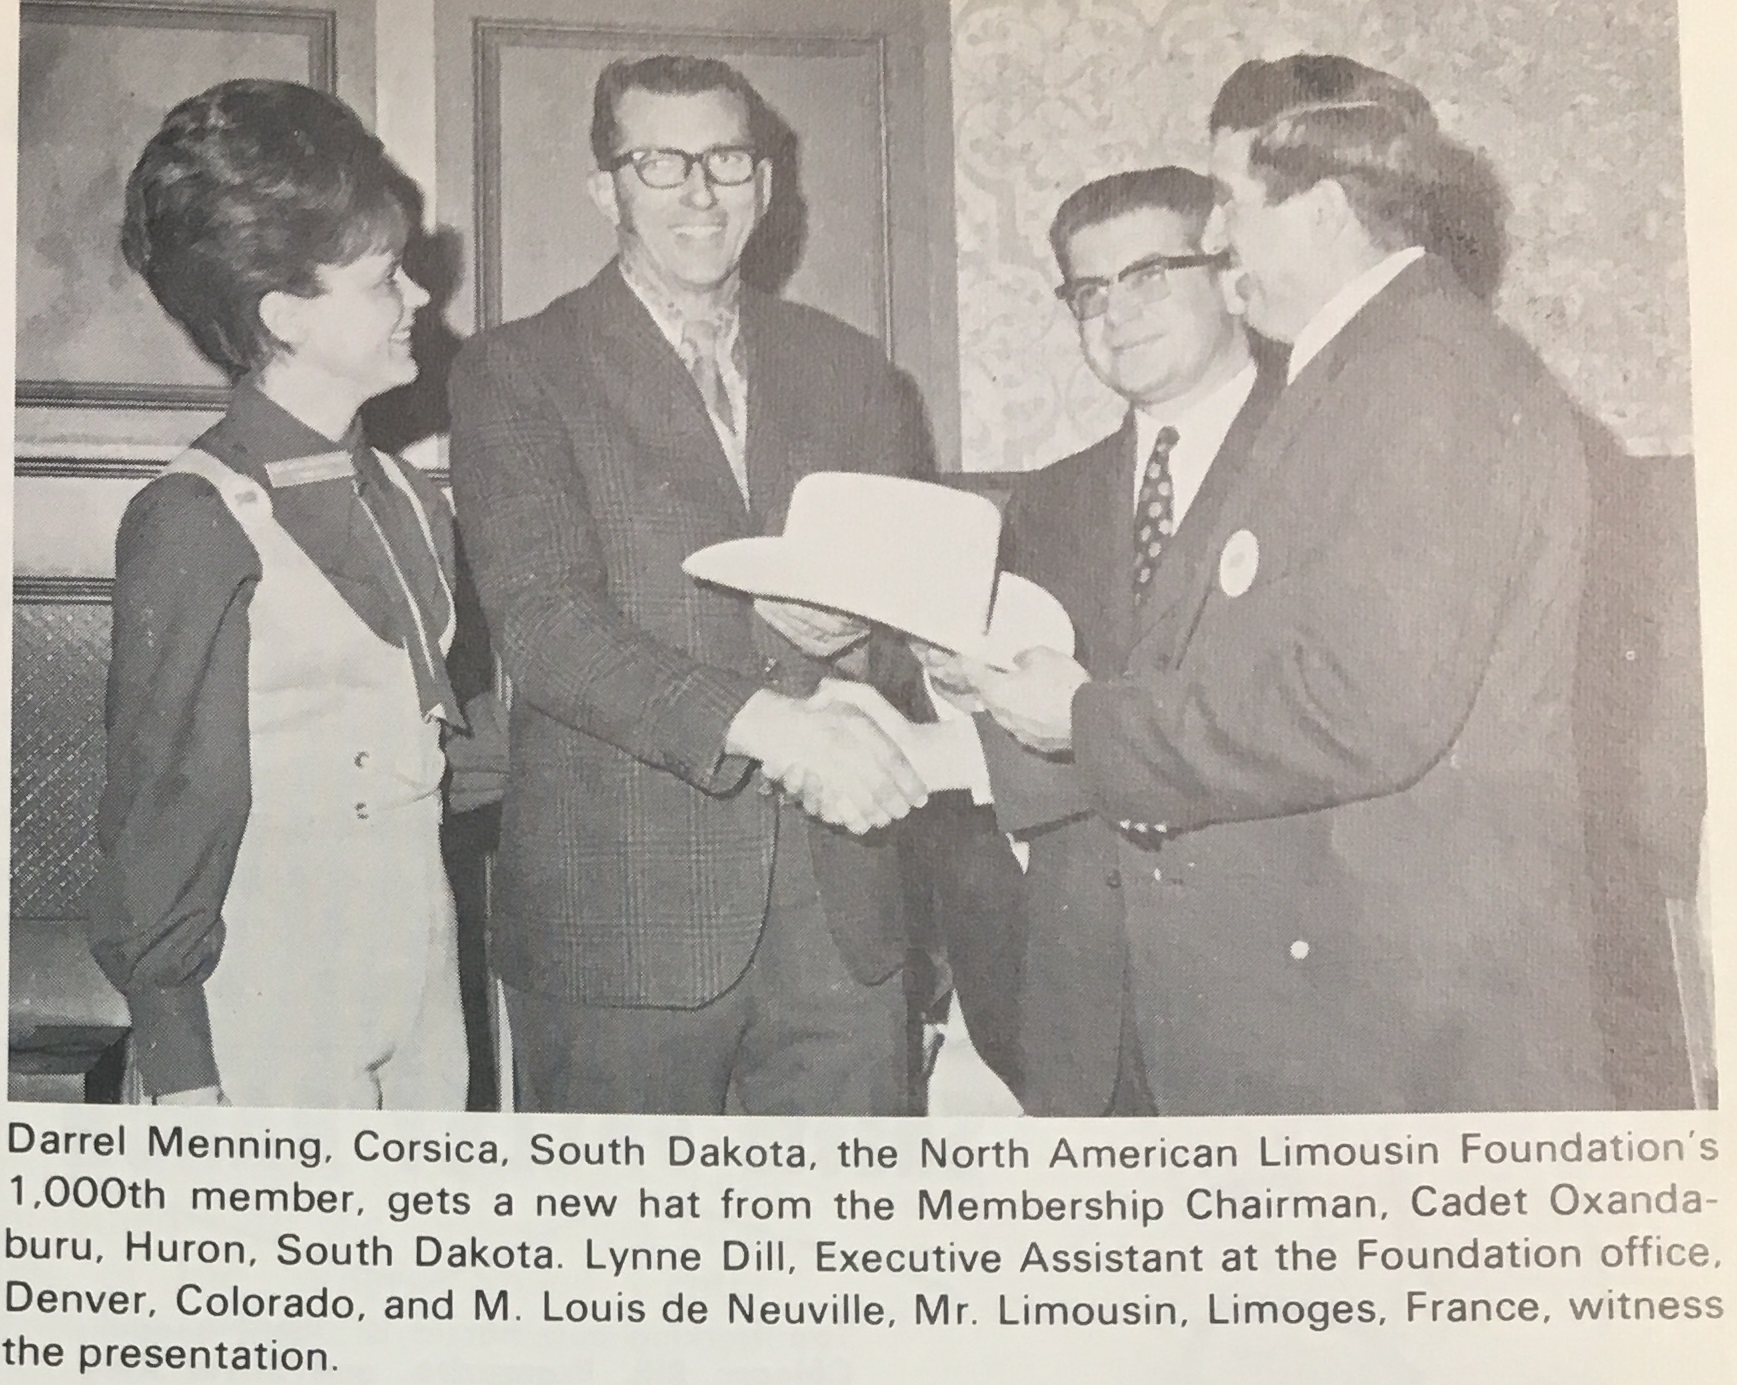 Darrel Menning, Corsica, South Dakota, the North American Limousin Foundation's
1,000th member, gets a new hat from the Membership Chairman, Cadet Oxanda-
buru, Huron, South Dakota. Lynne Dill, Executive Assistant at the Foundation office,
Denver, Colorado, and M. Louis de Neuville, Mr. Limousin, Limoges, France, witness
the presentation.